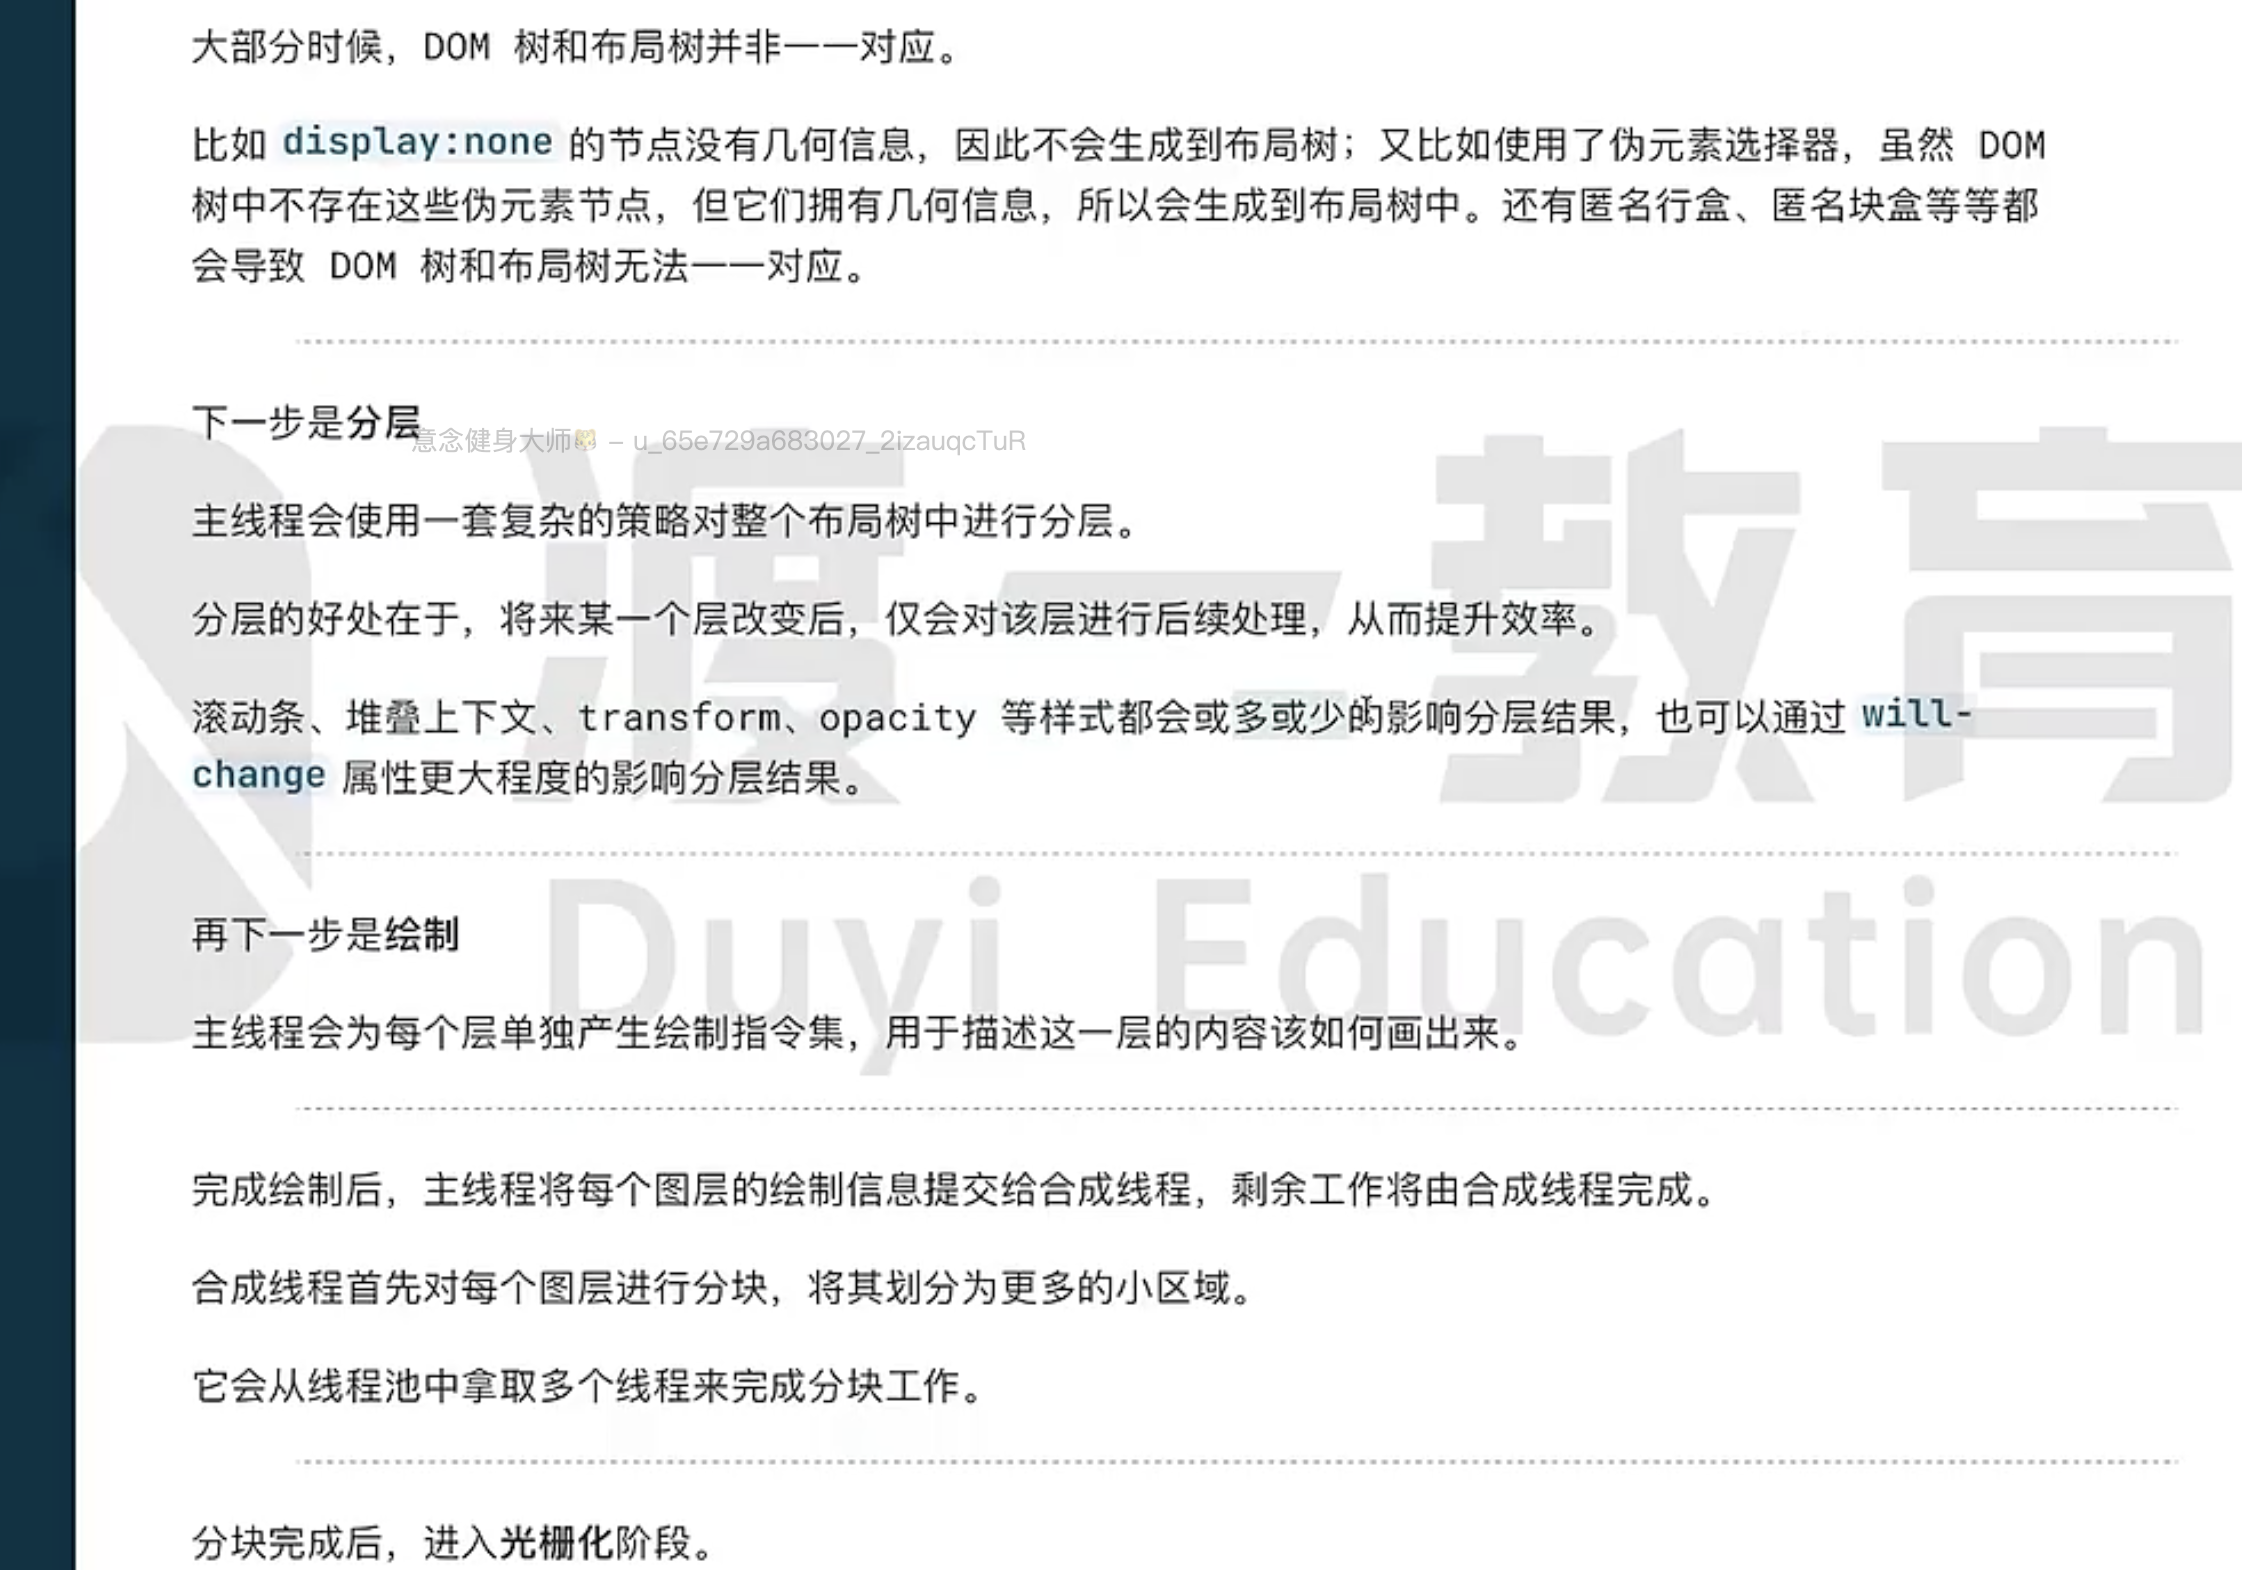 大部分时候，DOM 树和布局树并非一一对应。
比如 display:none 的节点没有几何信息，因此不会生成到布局树；又比如使用了伪元素选择器，虽然 DOM
树中不存在这些伪元素节点，但它们拥有几何信息，所以会生成到布局树中。还有匿名行盒、匿名块盒等等都
会导致 DOM 树和布局树无法一一对应。
下一步是分层
意念健身大师🐯 – u_65e729a683027_2izauqcTuR
主线程会使用一套复杂的策略对整个布局树中进行分层。
分层的好处在于，将来某一个层改变后，仅会对该层进行后续处理，从而提升效率。
滚动条、堆叠上下文、transform、opacity 等样式都会或多或少的影响分层结果，也可以通过 will-
change 属性更大程度的影响分层结果。
渡一教育
Duyi Education
再下一步是绘制
主线程会为每个层单独产生绘制指令集，用于描述这一层的内容该如何画出来。
完成绘制后，主线程将每个图层的绘制信息提交给合成线程，剩余工作将由合成线程完成。
合成线程首先对每个图层进行分块，将其划分为更多的小区域。
它会从线程池中拿取多个线程来完成分块工作。
分块完成后，进入光栅化阶段。